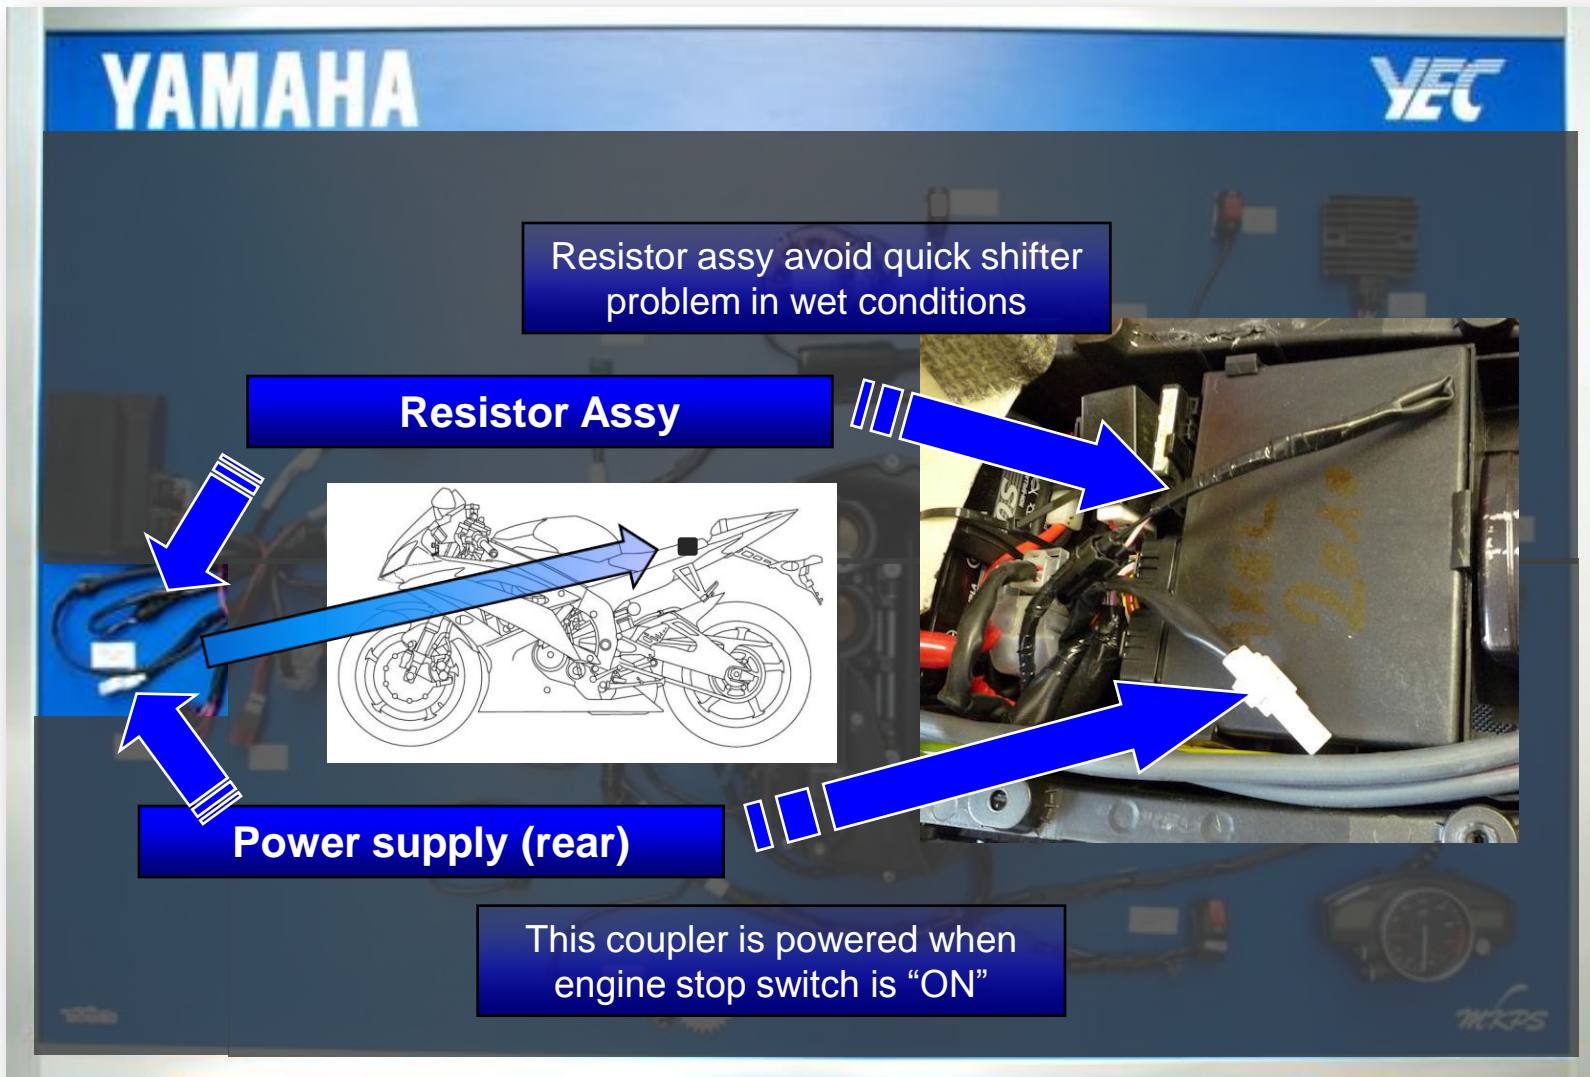 YAMAHA
YEC
Resistor assy avoid quick shifter
problem in wet conditions
Resistor Assy
Power supply (rear)
This coupler is powered when
engine stop switch is “ON”
MKPS